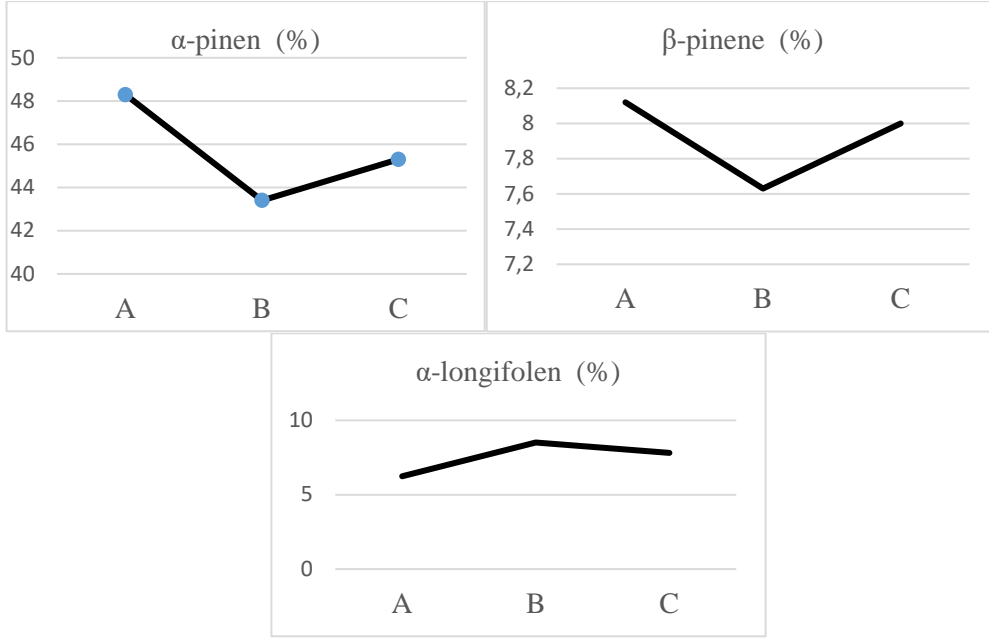 α-pinen (%)
50
48
46
44
42
40
A B C
β-pinene (%)
8,2
8
7,8
7,6
7,4
7,2
A B C
α-longifolen (%)
10
5
0
A B C